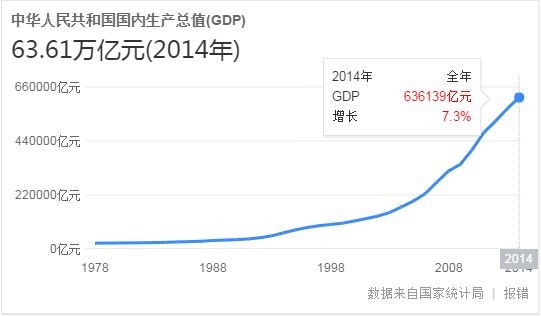 中华人民共和国国内生产总值(GDP)
63.61万亿元(2014年)
2014年 全年
GDP 636139亿元
增长 7.3%
660000亿元
440000亿元
220000亿元
0亿元
1978 1988 1998 2008 2014
2014
数据来自国家统计局 | 报错